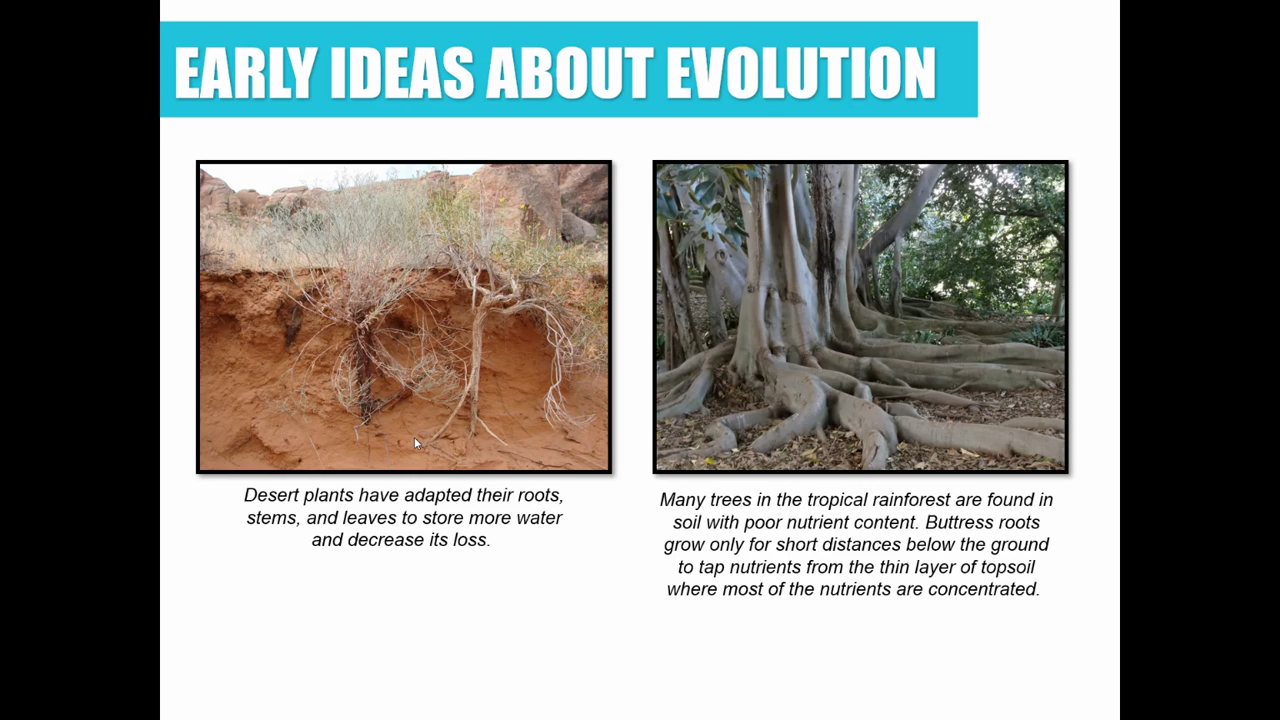 EARLY IDEAS ABOUT EVOLUTION
Desert plants have adapted their roots,
stems, and leaves to store more water
and decrease its loss.
Many trees in the tropical rainforest are found in
soil with poor nutrient content. Buttress roots
grow only for short distances below the ground
to tap nutrients from the thin layer of topsoil
where most of the nutrients are concentrated.